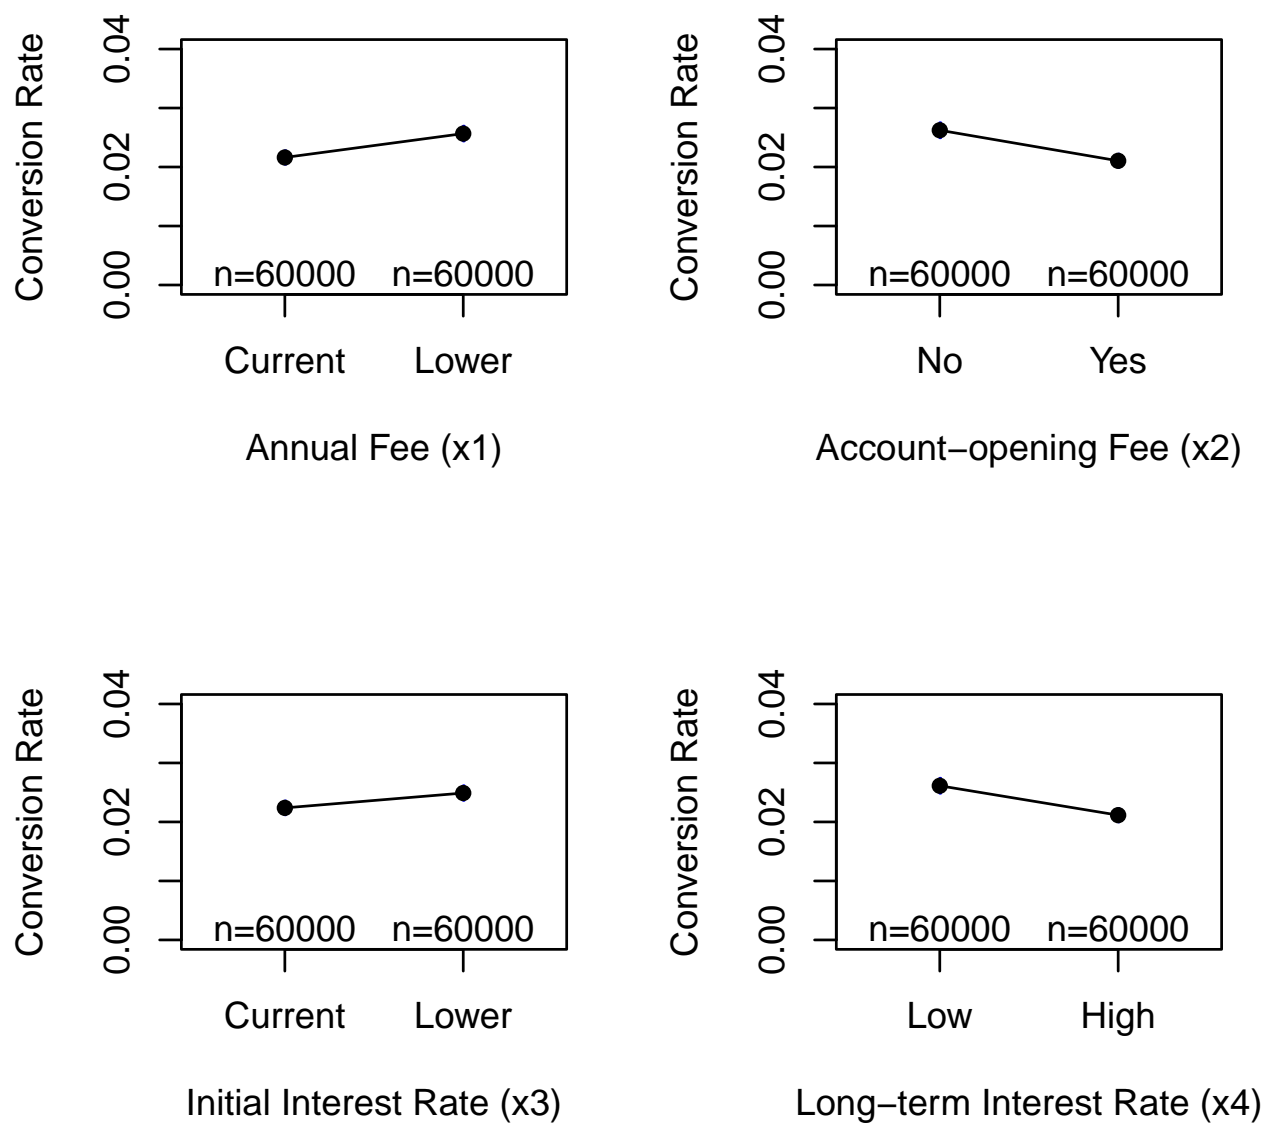 Conversion Rate
0.04
0.02
0.00
n=60000 n=60000
Current Lower
Annual Fee (x1)
Conversion Rate
0.04
0.02
0.00
n=60000 n=60000
No Yes
Account−opening Fee (x2)
Conversion Rate
0.04
0.02
0.00
n=60000 n=60000
Current Lower
Initial Interest Rate (x3)
Conversion Rate
0.04
0.02
0.00
n=60000 n=60000
Low High
Long−term Interest Rate (x4)